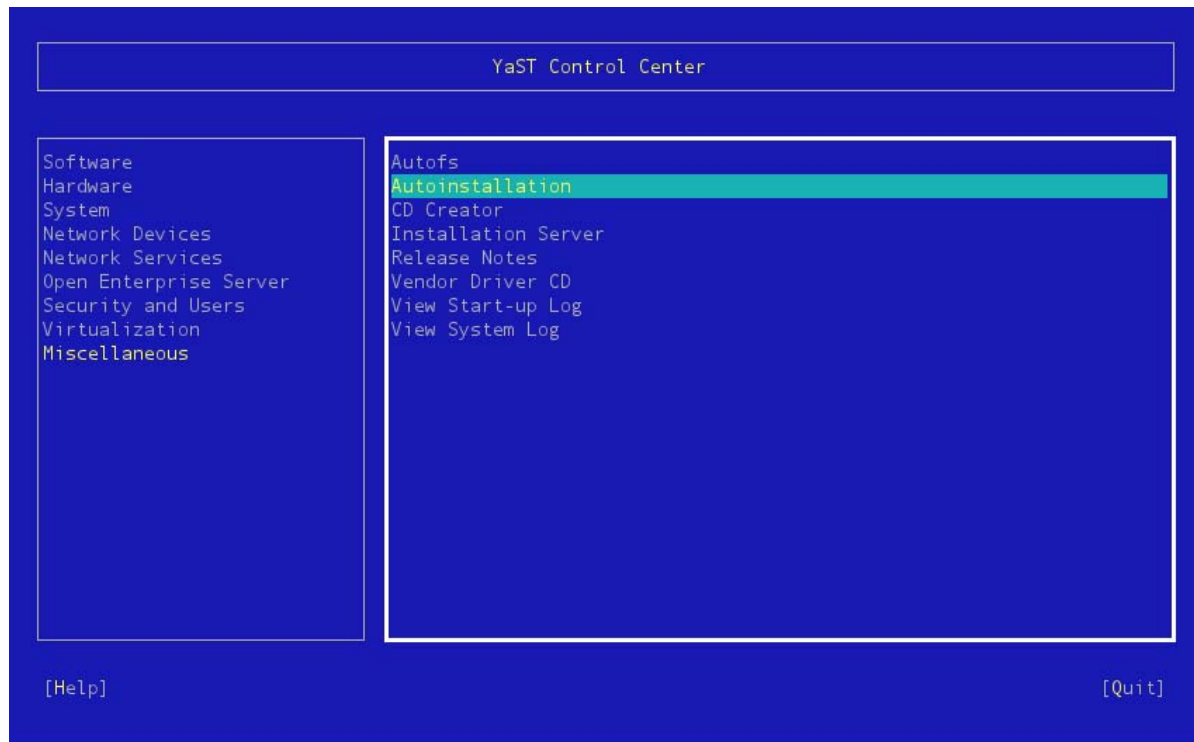 YaST Control Center
Software
Hardware
System
Network Devices
Network Services
Open Enterprise Server
Security and Users
Virtualization
Miscellaneous
Autofs
Autoinstallation
CD Creator
Installation Server
Release Notes
Vendor Driver CD
View Start-up Log
View System Log
[Help]
[Quit]